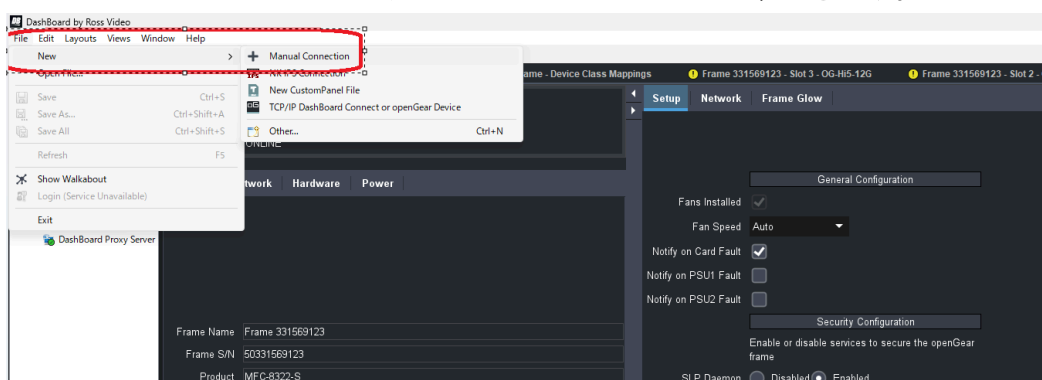 DashBoard by Ross Video
File Edit Layouts Views Window Help
New > Manual Connection
New CustomPanel File
TCP/IP DashBoard Connect or openGear Device
Other... Ctrl+N
Save Ctrl+S
Save As... Ctrl+Shift+A
Save All Ctrl+Shift+S
Refresh F5
Show Walkabout
Login (Service Unavailable)
Exit
DashBoard Proxy Server
ame - Device Class Mappings Frame 331569123 - Slot 3 - OG-Hi5-12G Frame 331569123 - Slot 2 -
ONLINE
twork Hardware Power
Frame Name Frame 331569123
Frame S/N 50331569123
Product MFC-8322-S
Setup Network Frame Glow
General Configuration
Fans Installed
Fan Speed Auto
Notify on Card Fault
Notify on PSU1 Fault
Notify on PSU2 Fault
Security Configuration
Enable or disable services to secure the openGear
frame
SLP Daemon Disabled Enabled